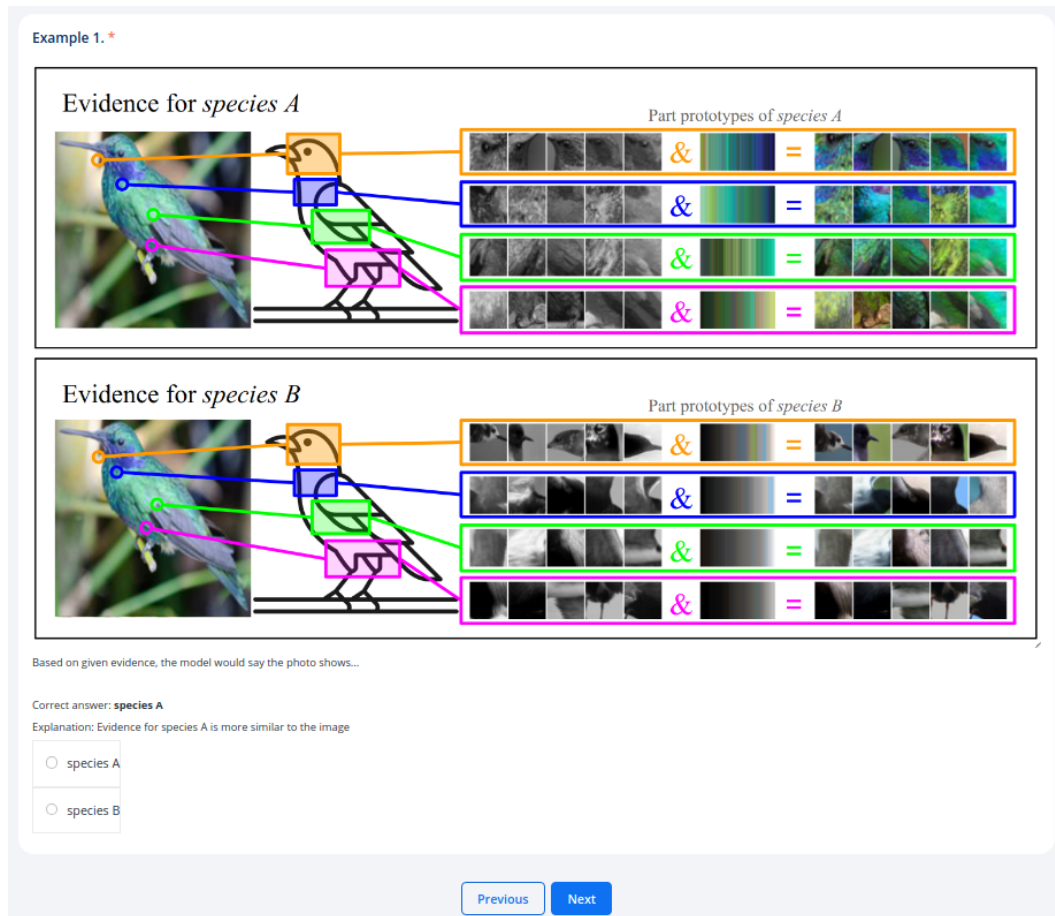 Example 1. *
Evidence for species A
Part prototypes of species A
& =
& =
& =
& =
Evidence for species B
Part prototypes of species B
& =
& =
& =
& =
Based on given evidence, the model would say the photo shows...
Correct answer: species A
Explanation: Evidence for species A is more similar to the image
species A
species B
Previous Next